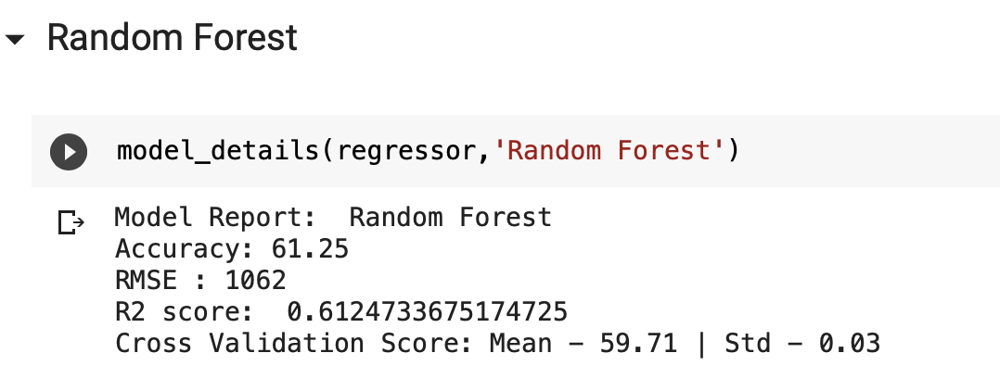 Random Forest
model_details(regressor,'Random Forest')
Model Report:  Random Forest
Accuracy: 61.25
RMSE : 1062
R2 score:  0.6124733675174725
Cross Validation Score: Mean - 59.71 | Std - 0.03